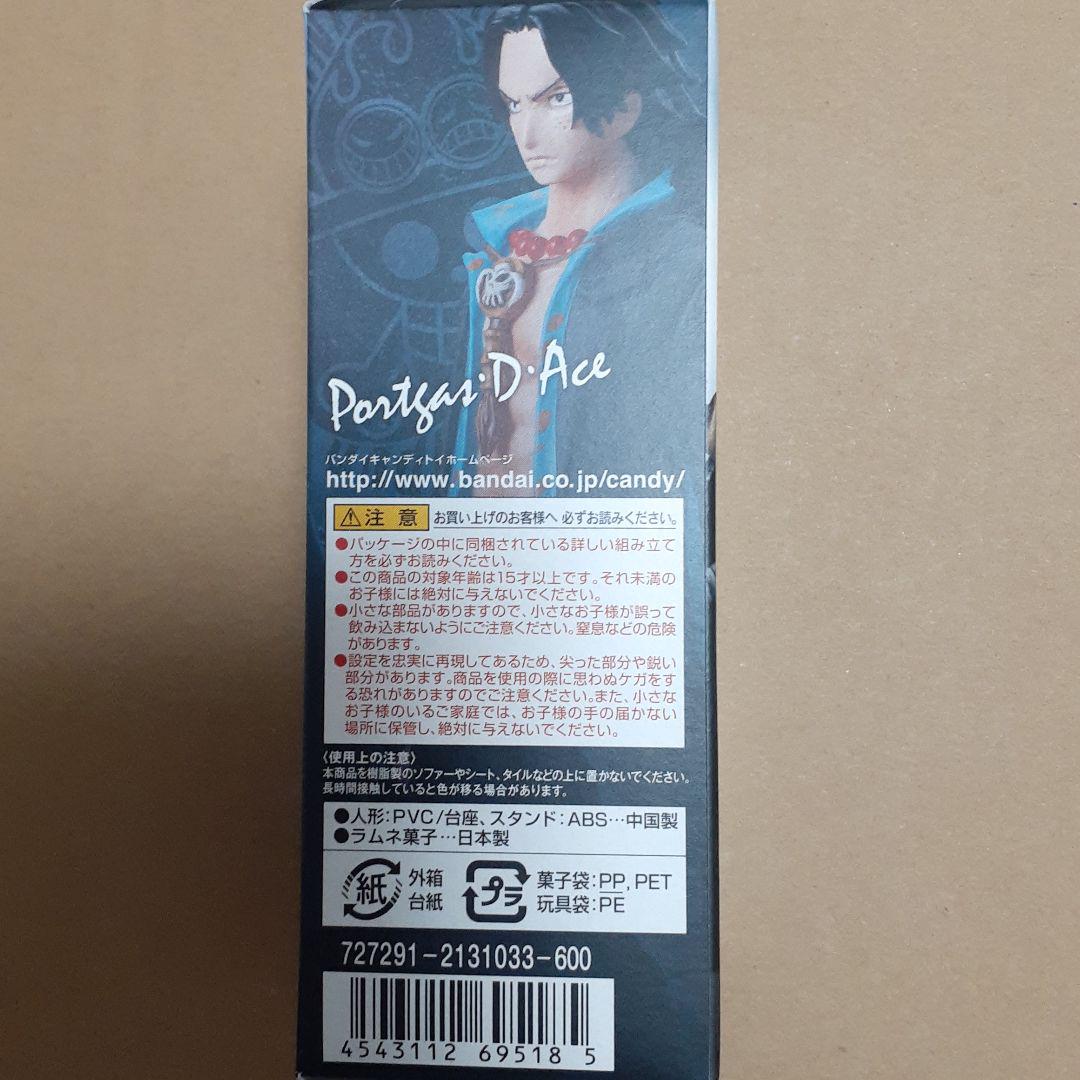 Portgas・D・Ace
バンダイキャンディトイホームページ
http://www.bandai.co.jp/candy/
注意 お買い上げのお客様へ 必ずお読みください。
●パッケージの中に同梱されている詳しい組み立て
方を必ずお読みください。
●この商品の対象年齢は15才以上です。それ未満の
お子様には絶対に与えないでください。
●小さな部品がありますので、小さなお子様が誤って
飲み込まないようにご注意ください。窒息などの危険
があります。
●設定を忠実に再現してあるため、尖った部分や鋭い
部分があります。商品を使用の際に思わぬケガをす
る恐れがありますのでご注意ください。また、小さな
お子様のいるご家庭では、お子様の手の届かない
場所に保管し、絶対に与えないでください。
〈使用上の注意〉
本商品を樹脂製のソファーやシート、タイルなどの上に置かないでください。
長時間接触していると色が移る場合があります。
●人形：PVC/台座、スタンド：ABS…中国製
●ラムネ菓子…日本製
紙 外箱 台紙
プラ 菓子袋：PP, PET
玩具袋：PE
727291-2131033-600
4543112 69518 5